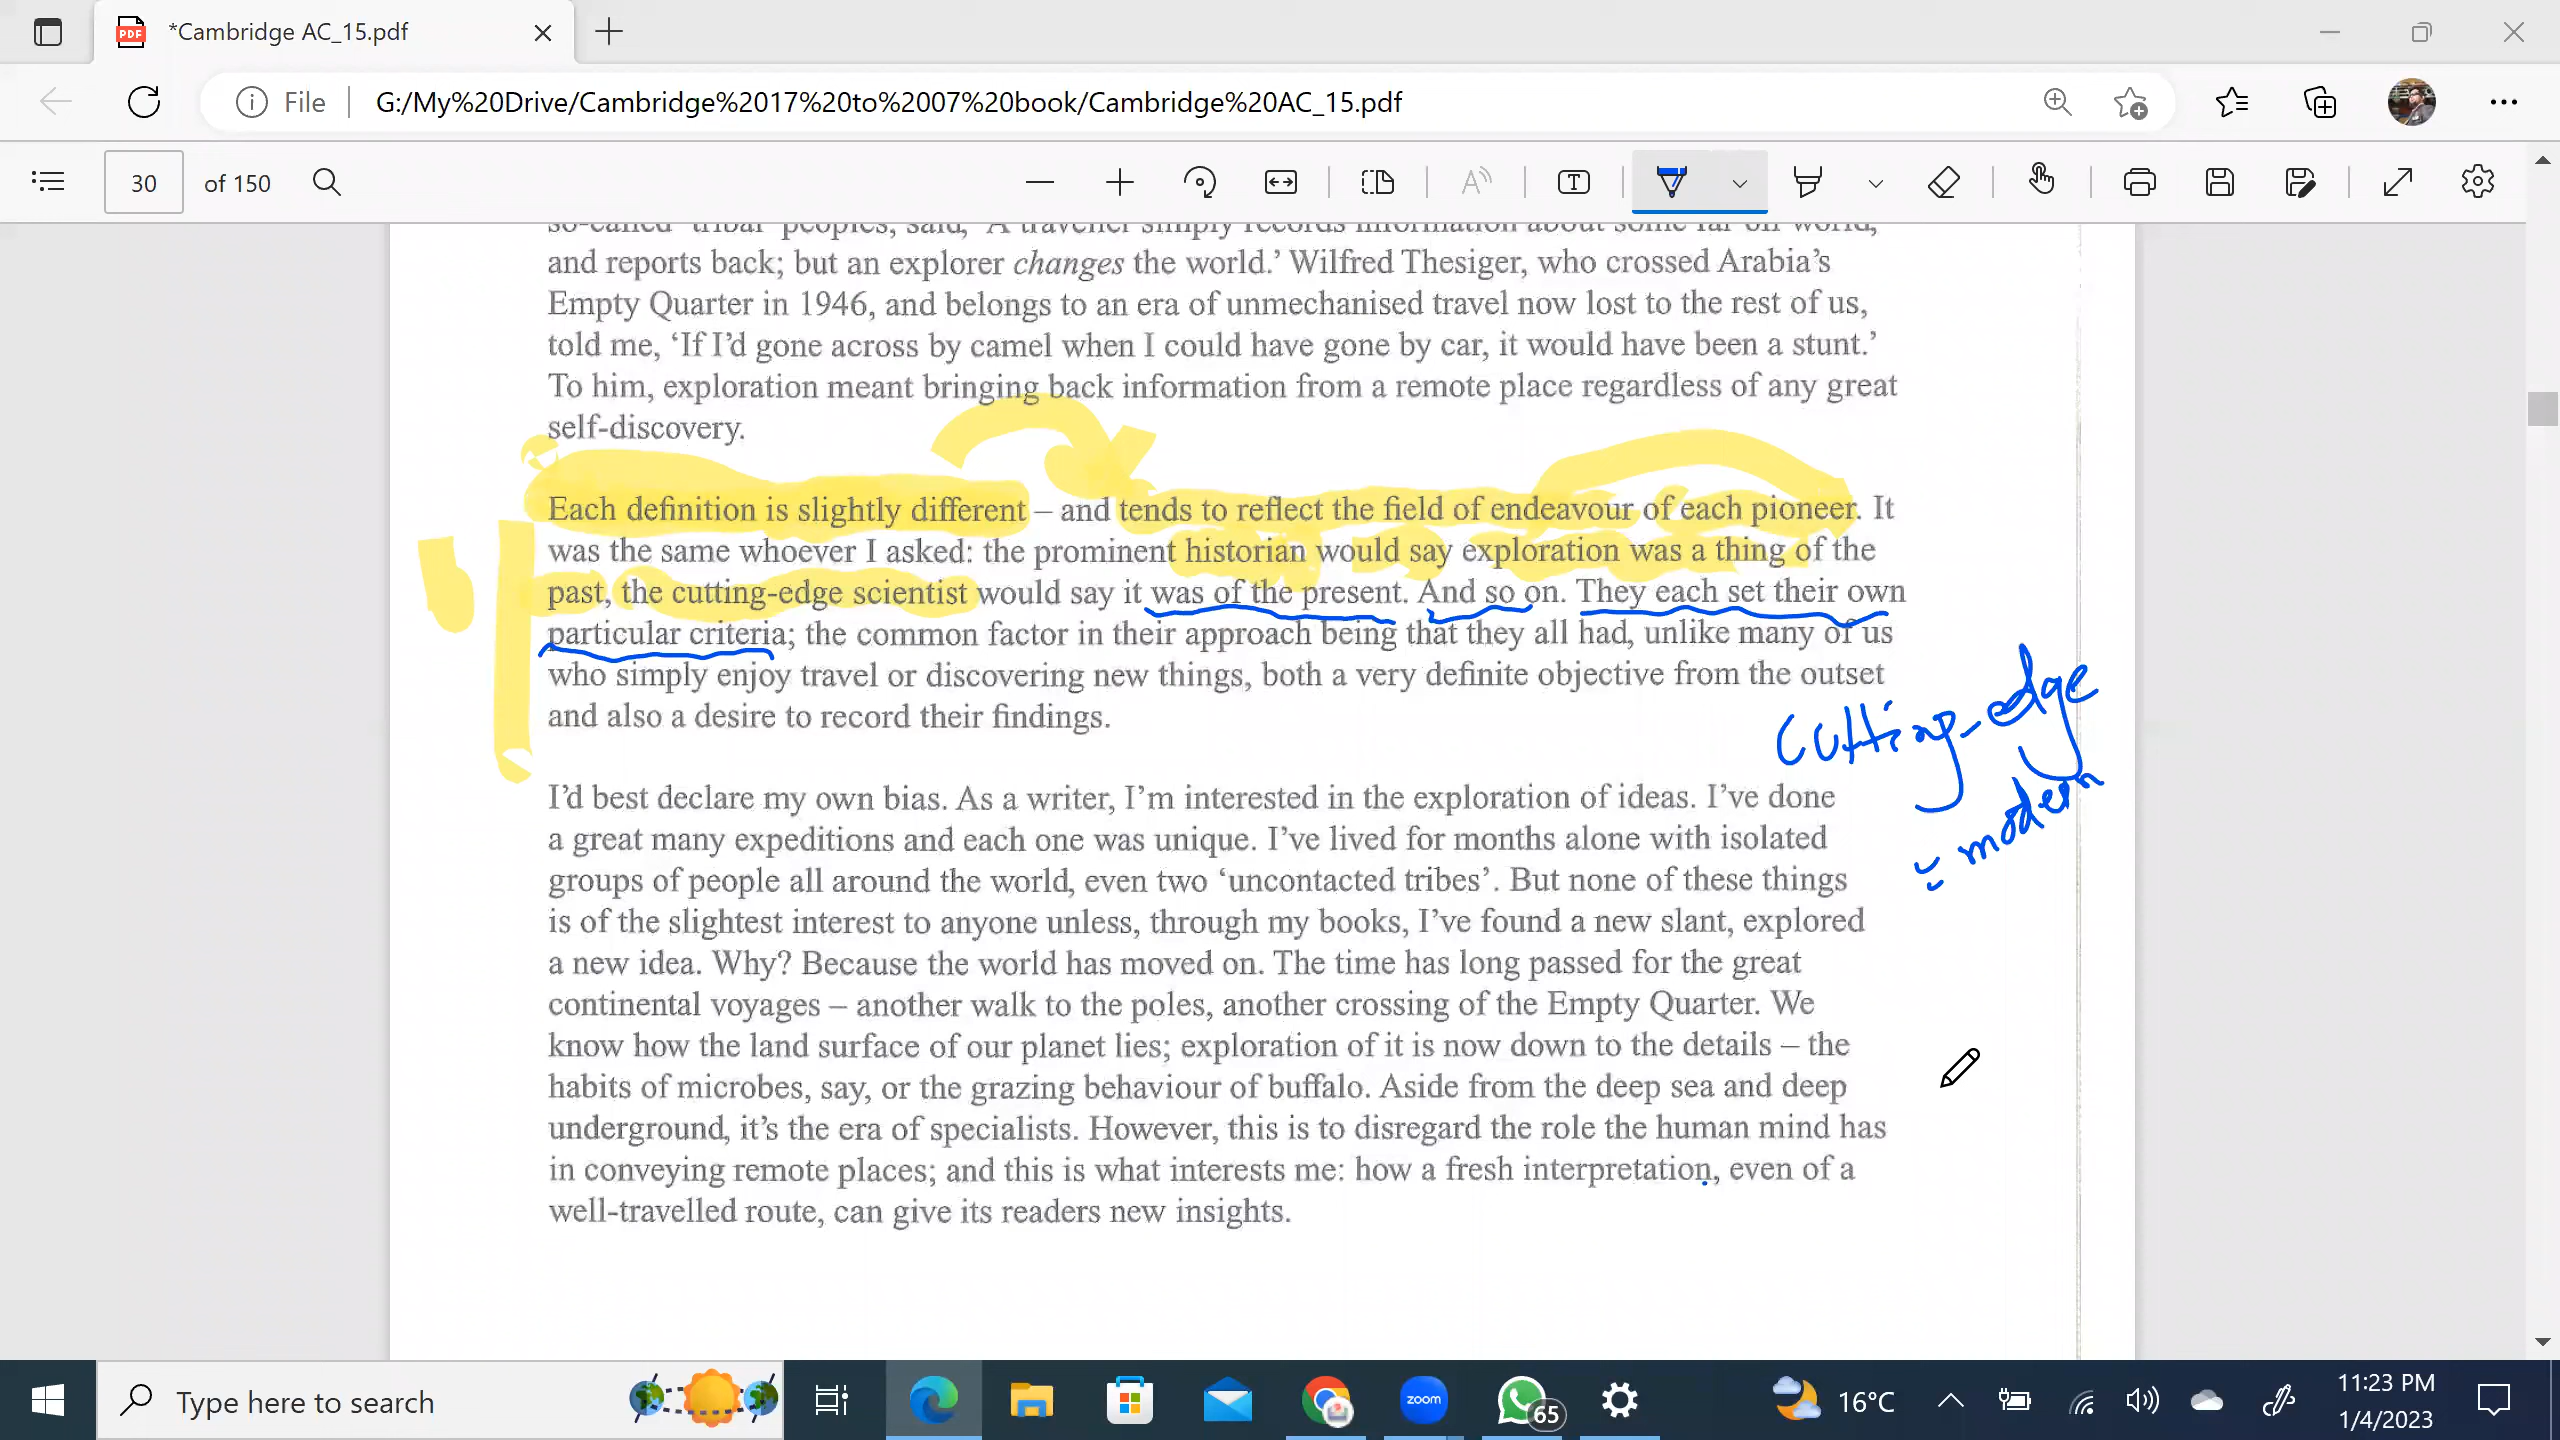 *Cambridge AC_15.pdf
File
G:/My%20Drive/Cambridge%2017%20to%2007%20book/Cambridge%20AC_15.pdf
30 of 150
so-called 'tribal' peoples, said, 'A traveller simply records information about some far-off world,
and reports back; but an explorer changes the world.' Wilfred Thesiger, who crossed Arabia's
Empty Quarter in 1946, and belongs to an era of unmechanised travel now lost to the rest of us,
told me, 'If I'd gone across by camel when I could have gone by car, it would have been a stunt.'
To him, exploration meant bringing back information from a remote place regardless of any great
self-discovery.
Each definition is slightly different – and tends to reflect the field of endeavour of each pioneer. It
was the same whoever I asked: the prominent historian would say exploration was a thing of the
past, the cutting-edge scientist would say it was of the present. And so on. They each set their own
particular criteria; the common factor in their approach being that they all had, unlike many of us
who simply enjoy travel or discovering new things, both a very definite objective from the outset
and also a desire to record their findings.
cutting-edge
= modern
I'd best declare my own bias. As a writer, I'm interested in the exploration of ideas. I've done
a great many expeditions and each one was unique. I've lived for months alone with isolated
groups of people all around the world, even two 'uncontacted tribes'. But none of these things
is of the slightest interest to anyone unless, through my books, I've found a new slant, explored
a new idea. Why? Because the world has moved on. The time has long passed for the great
continental voyages – another walk to the poles, another crossing of the Empty Quarter. We
know how the land surface of our planet lies; exploration of it is now down to the details – the
habits of microbes, say, or the grazing behaviour of buffalo. Aside from the deep sea and deep
underground, it's the era of specialists. However, this is to disregard the role the human mind has
in conveying remote places; and this is what interests me: how a fresh interpretation, even of a
well-travelled route, can give its readers new insights.
Type here to search
zoom
65
16°C
11:23 PM
1/4/2023